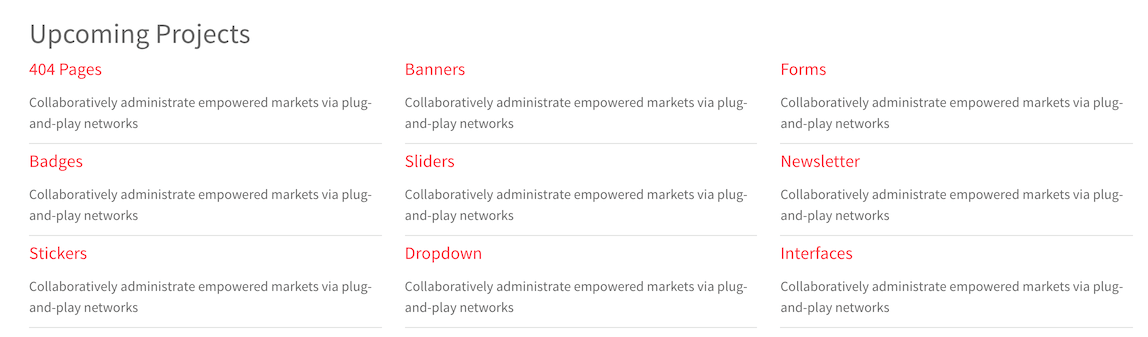 Upcoming Projects
404 Pages
Collaboratively administrate empowered markets via plug-
and-play networks
Badges
Collaboratively administrate empowered markets via plug-
and-play networks
Stickers
Collaboratively administrate empowered markets via plug-
and-play networks
Banners
Collaboratively administrate empowered markets via plug-
and-play networks
Sliders
Collaboratively administrate empowered markets via plug-
and-play networks
Dropdown
Collaboratively administrate empowered markets via plug-
and-play networks
Forms
Collaboratively administrate empowered markets via plug-
and-play networks
Newsletter
Collaboratively administrate empowered markets via plug-
and-play networks
Interfaces
Collaboratively administrate empowered markets via plug-
and-play networks